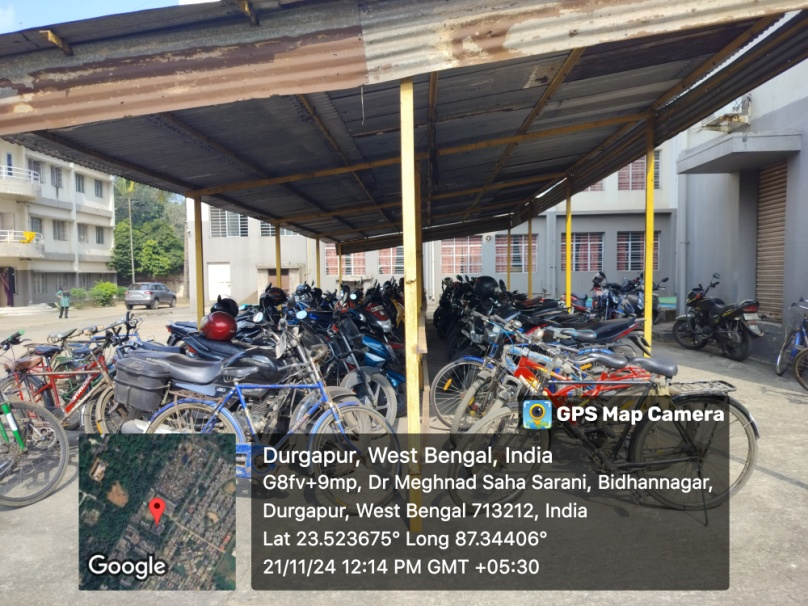 GPS Map Camera
Durgapur, West Bengal, India
G8fv+9mp, Dr Meghnad Saha Sarani, Bidhannagar,
Durgapur, West Bengal 713212, India
Lat 23.523675° Long 87.34406°
21/11/24 12:14 PM GMT +05:30
Google